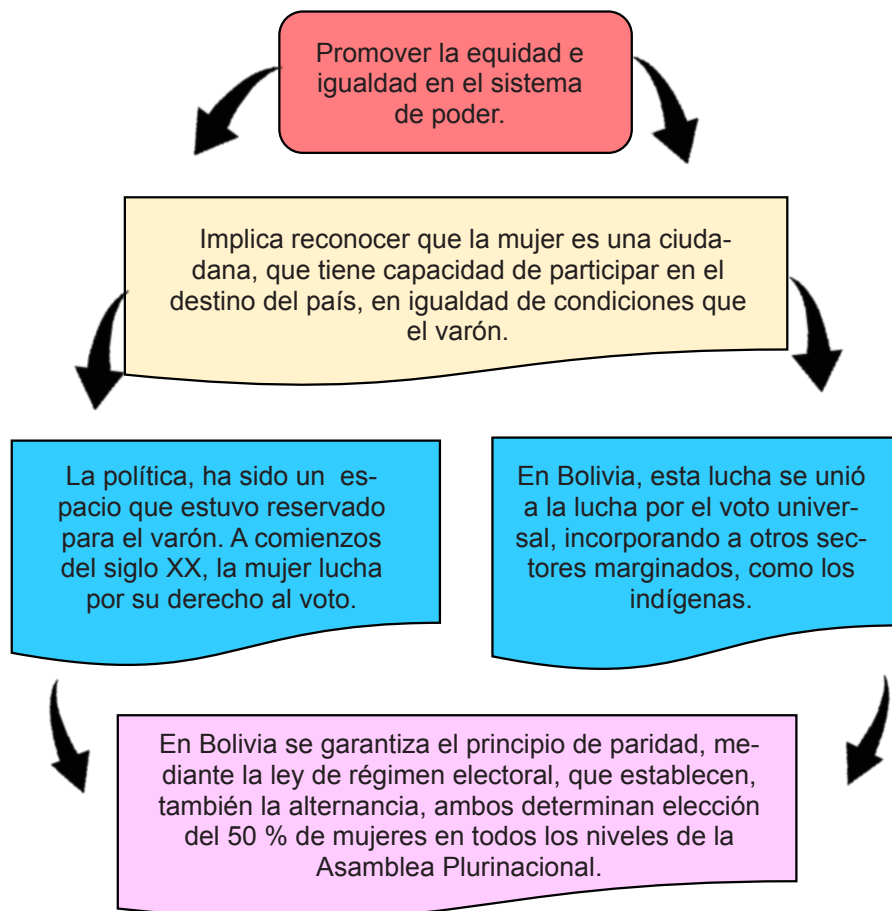 Promover la equidad e
igualdad en el sistema
de poder.
Implica reconocer que la mujer es una ciuda-
dana, que tiene capacidad de participar en el
destino del país, en igualdad de condiciones que
el varón.
La política, ha sido un es-
pacio que estuvo reservado
para el varón. A comienzos
del siglo XX, la mujer lucha
por su derecho al voto.
En Bolivia, esta lucha se unió
a la lucha por el voto univer-
sal, incorporando a otros sec-
tores marginados, como los
indígenas.
En Bolivia se garantiza el principio de paridad, me-
diante la ley de régimen electoral, que establecen,
también la alternancia, ambos determinan elección
del 50 % de mujeres en todos los niveles de la
Asamblea Plurinacional.